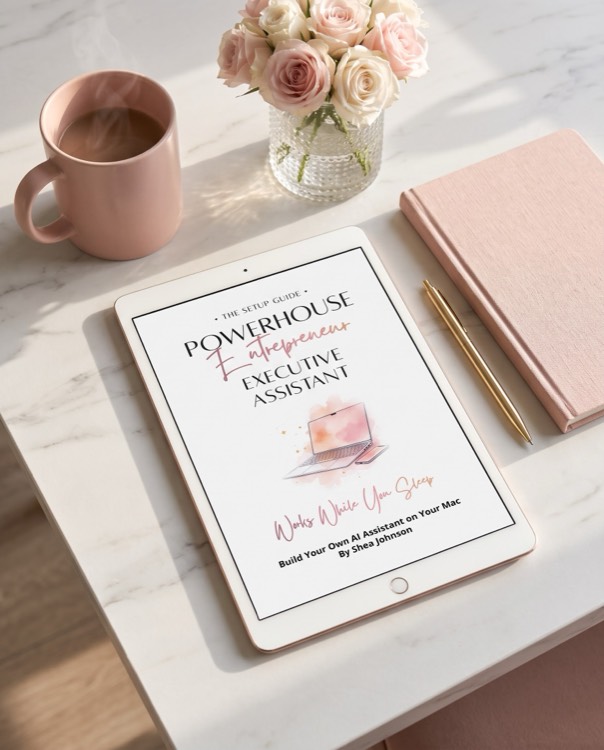 • THE SETUP GUIDE •
POWERHOUSE
Entrepreneur
EXECUTIVE
ASSISTANT
Works While You Sleep
Build Your Own AI Assistant on Your Mac
By Shea Johnson